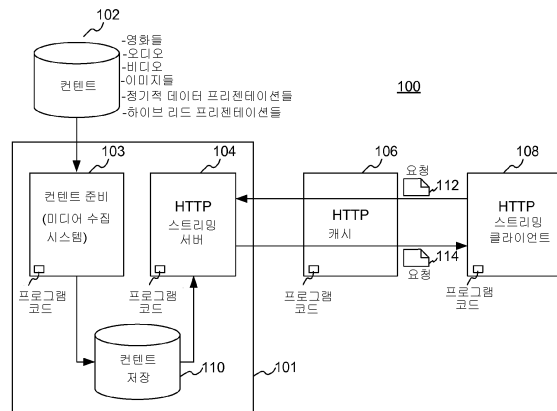 102
-영화들
-오디오
-비디오
-이미지들
-정기적 데이터 프리젠테이션들
-하이브 리드 프리젠테이션들
컨텐트
100
103
104
106
108
컨텐트 준비
(미디어 수집
시스템)
HTTP
스트리밍
서버
HTTP
캐시
HTTP
스트리밍
클라이언트
요청
112
요청
114
프로그램
코드
프로그램
코드
프로그램
코드
프로그램
코드
컨텐트
저장
110
101